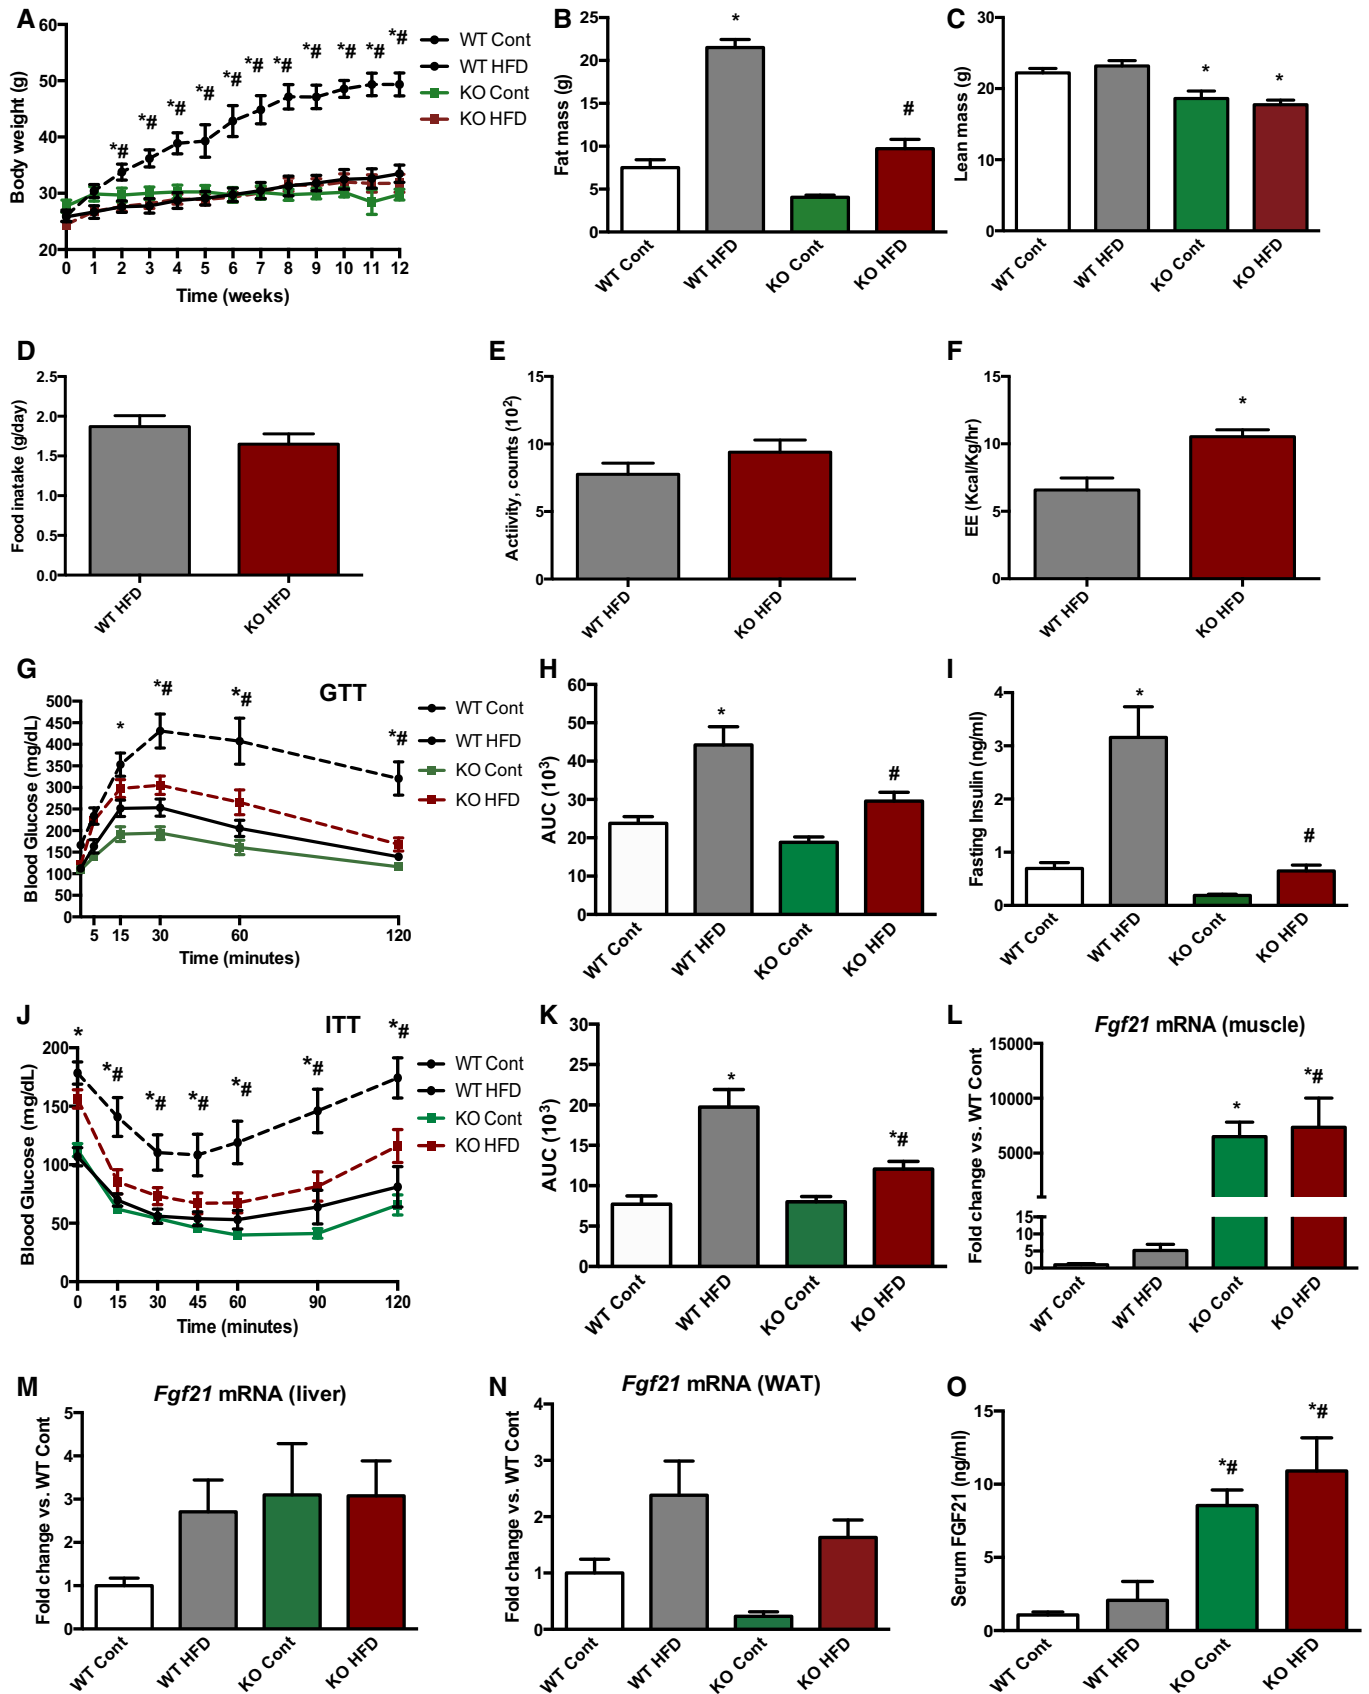 A
60
50
40
30
20
Body weight (g)
*# *# *# *# *# *# *# *# *# *# *#
0 1 2 3 4 5 6 7 8 9 10 11 12
Time (weeks)
WT Cont
WT HFD
KO Cont
KO HFD
B
25
20
15
10
5
0
Fat mass (g)
*
#
WT Cont
WT HFD
KO Cont
KO HFD
C
30
20
10
0
Lean mass (g)
*
*
WT Cont
WT HFD
KO Cont
KO HFD
D
2.5
2.0
1.5
1.0
0.5
0.0
Food inatake (g/day)
WT HFD
KO HFD
E
15
10
5
0
Actiivity, counts (10²)
WT HFD
KO HFD
F
15
10
5
0
EE (Kcal/Kg/hr)
*
WT HFD
KO HFD
G
GTT
500
450
400
350
300
250
200
150
100
50
0
Blood Glucose (mg/dL)
* *# *# *#
5 15 30 60 120
Time (minutes)
WT Cont
WT HFD
KO Cont
KO HFD
H
60
50
40
30
20
10
0
AUC (10³)
*
#
WT Cont
WT HFD
KO Cont
KO HFD
I
4
3
2
1
0
Fasting Insulin (ng/ml)
*
#
WT Cont
WT HFD
KO Cont
KO HFD
J
ITT
200
150
100
50
0
Blood Glucose (mg/dL)
* *# *# *# *# *# *#
0 15 30 45 60 90 120
Time (minutes)
WT Cont
WT HFD
KO Cont
KO HFD
K
30
25
20
15
10
5
0
AUC (10³)
*
*#
WT Cont
WT HFD
KO Cont
KO HFD
L
Fgf21 mRNA (muscle)
15000
10000
5000
15
10
5
0
Fold change vs. WT Cont
*
*#
WT Cont
WT HFD
KO Cont
KO HFD
M
Fgf21 mRNA (liver)
5
4
3
2
1
0
Fold change vs. WT Cont
WT Cont
WT HFD
KO Cont
KO HFD
N
Fgf21 mRNA (WAT)
4
3
2
1
0
Fold change vs. WT Cont
WT Cont
WT HFD
KO Cont
KO HFD
O
15
10
5
0
Serum FGF21 (ng/ml)
*#
*#
WT Cont
WT HFD
KO Cont
KO HFD